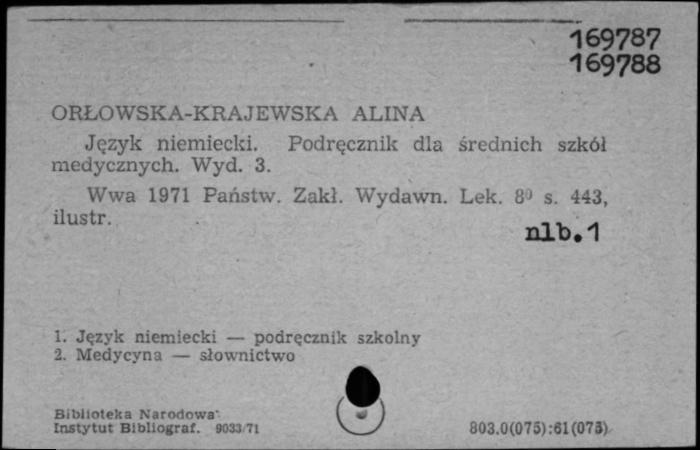 169787
169788
ORŁOWSKA-KRAJEWSKA ALINA
Język niemiecki. Podręcznik dla średnich szkół
medycznych. Wyd. 3.
Wwa 1971 Państw. Zakł. Wydawn. Lek. 8⁰ s. 443,
ilustr.
nlb.1
1. Język niemiecki — podręcznik szkolny
2. Medycyna — słownictwo
Biblioteka Narodowa
Instytut Bibliograf. 9033/71
803.0(075):61(075)